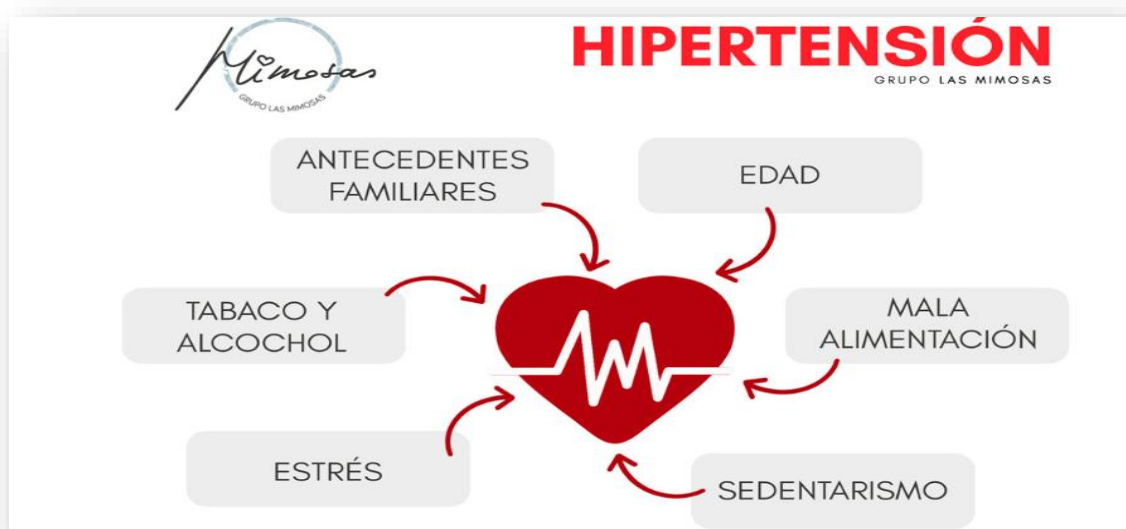 Mimosas
GRUPO LAS MIMOSAS
HIPERTENSIÓN
GRUPO LAS MIMOSAS
ANTECEDENTES
FAMILIARES
EDAD
TABACO Y
ALCOCHOL
MALA
ALIMENTACIÓN
ESTRÉS
SEDENTARISMO